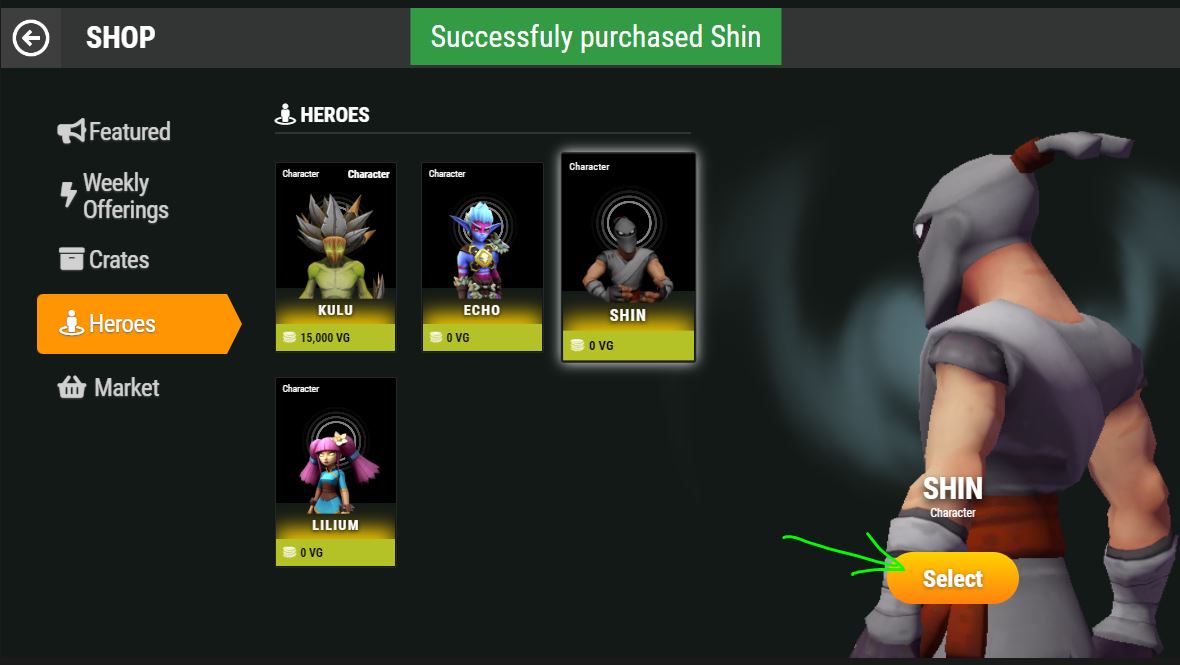 SHOP
Successfuly purchased Shin
Featured
Weekly
Offerings
Crates
Heroes
Market
HEROES
Character Character
KULU
15,000 VG
Character
ECHO
0 VG
Character
SHIN
0 VG
Character
LILIUM
0 VG
SHIN
Character
Select